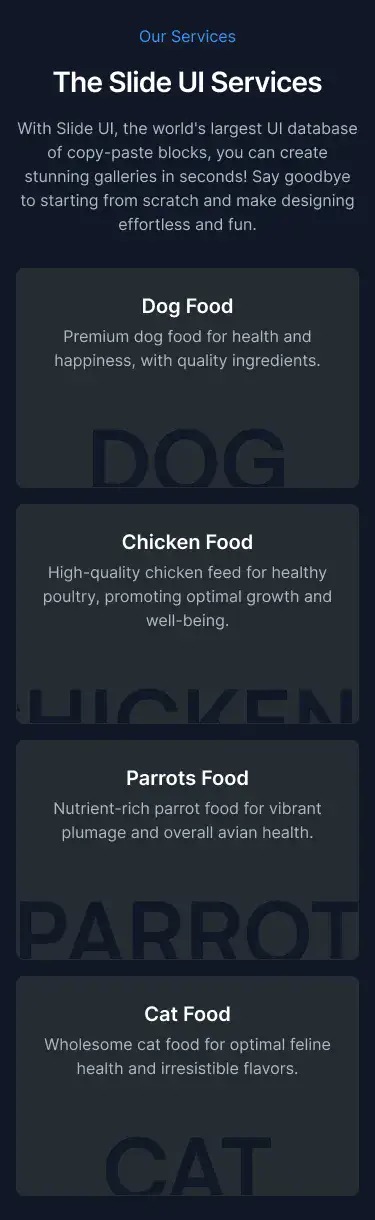 Our Services
The Slide UI Services
With Slide UI, the world's largest UI database
of copy-paste blocks, you can create
stunning galleries in seconds! Say goodbye
to starting from scratch and make designing
effortless and fun.
Dog Food
Premium dog food for health and
happiness, with quality ingredients.
DOG
Chicken Food
High-quality chicken feed for healthy
poultry, promoting optimal growth and
well-being.
HICKEN
Parrots Food
Nutrient-rich parrot food for vibrant
plumage and overall avian health.
PARROT
Cat Food
Wholesome cat food for optimal feline
health and irresistible flavors.
CAT